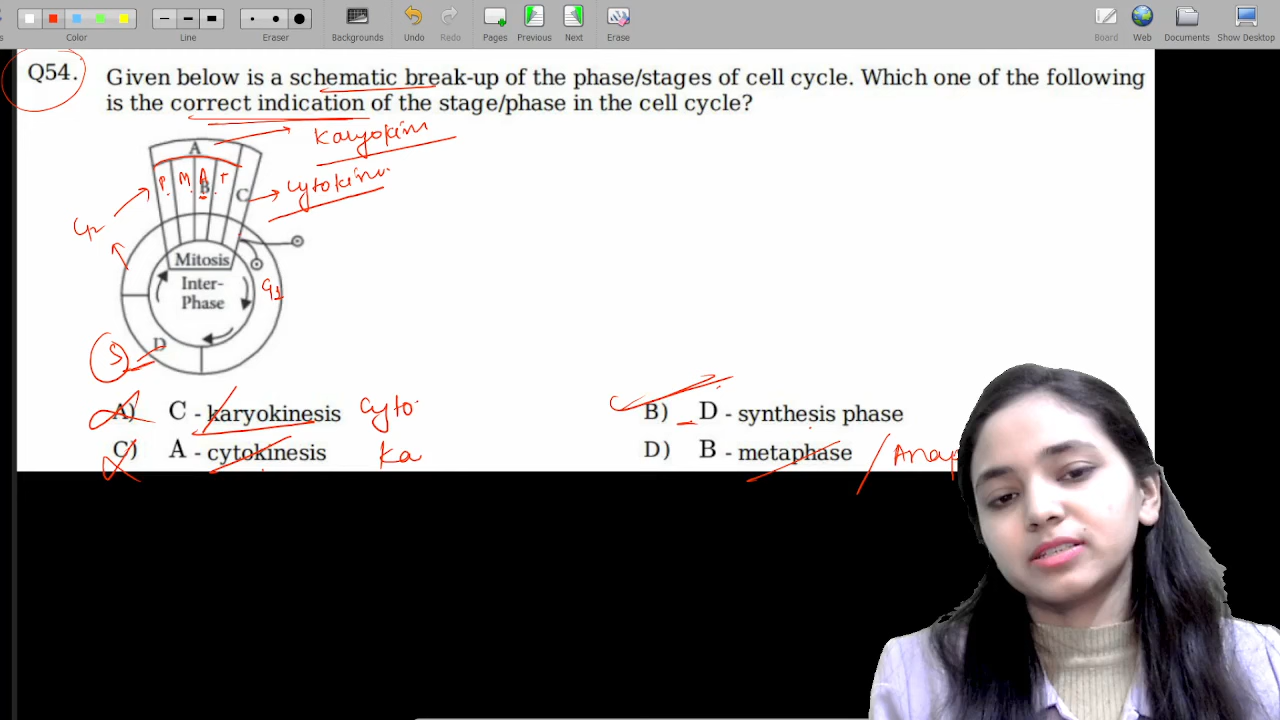 Color
Line
Eraser
Backgrounds
Undo
Redo
Pages
Previous
Next
Erase
Board
Web
Documents
Show Desktop
Q54. Given below is a schematic break-up of the phase/stages of cell cycle. Which one of the following
is the correct indication of the stage/phase in the cell cycle?
A
P M A T
B
C
G2
Mitosis
Inter-
Phase
G1
S
D
A) C - karyokinesis Cyto.
B) D - synthesis phase
C) A - cytokinesis Ka
D) B - metaphase / Anap